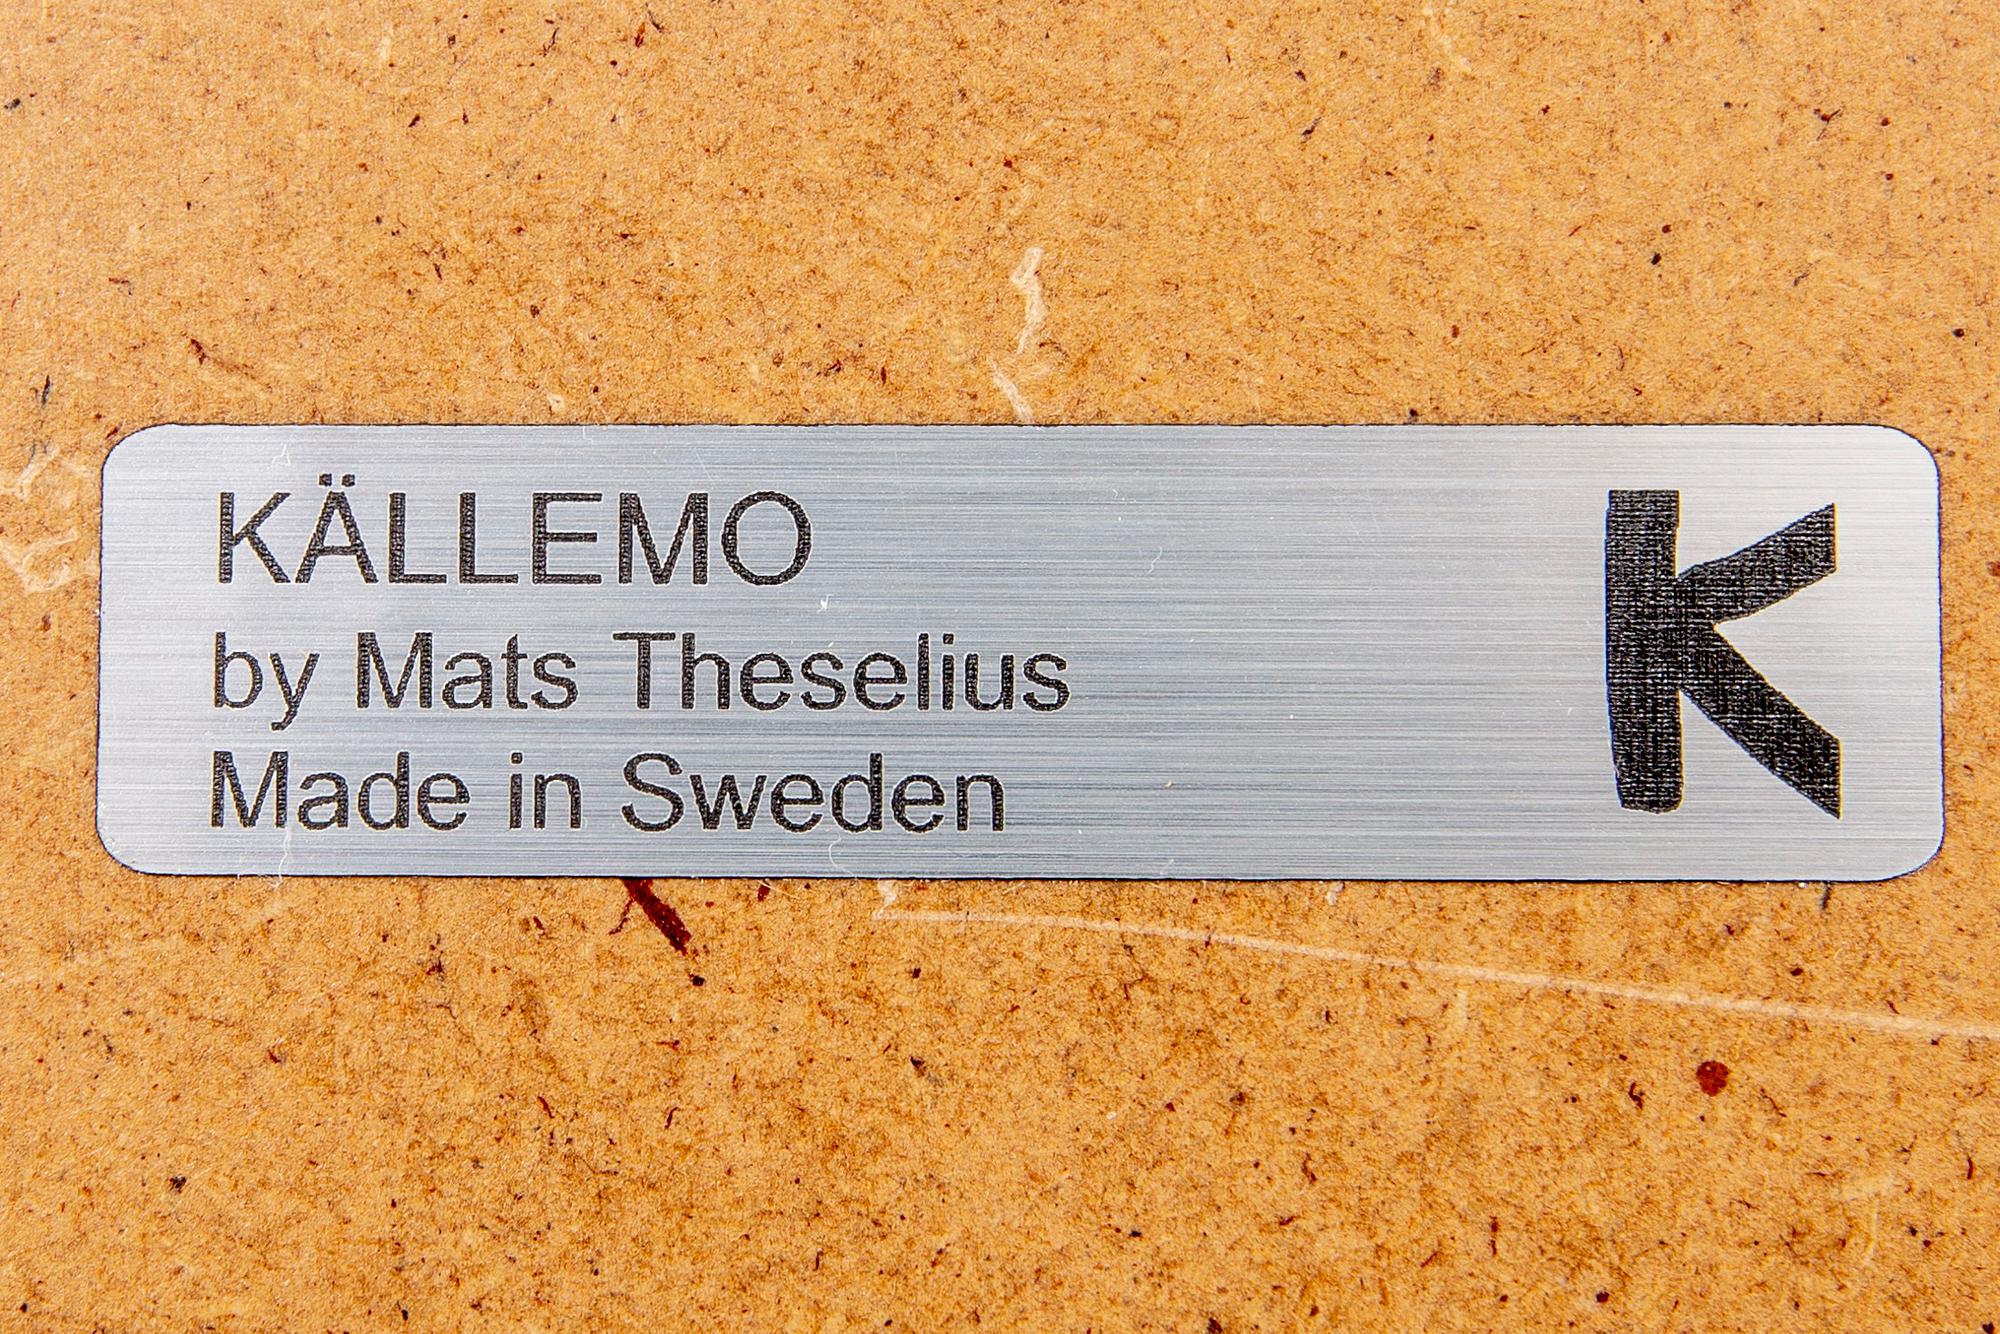 KÄLLEMO
by Mats Theselius
Made in Sweden
K